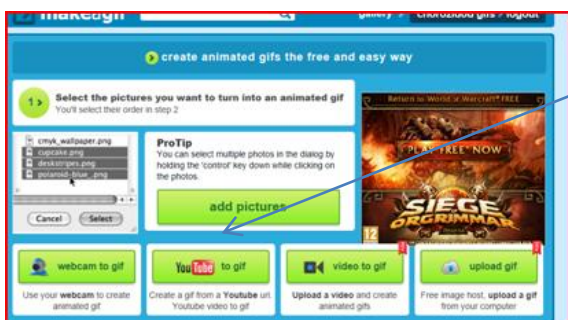 makeagif
gallery
chorozidou gifs / logout
create animated gifs the free and easy way
1 > Select the pictures you want to turn into an animated gif
You'll select their order in step 2
cmyk_wallpaper.png
cupcake.png
deskstripes.png
polaroid-blue_.png
Cancel Select
ProTip
You can select multiple photos in the dialog by
holding the 'control' key down while clicking on
the photos.
add pictures
Return to World of Warcraft FREE
PLAY FREE NOW
SIEGE
ORGRIMMAR
12
webcam to gif
Use your webcam to create
animated gif
YouTube to gif
Create a gif from a Youtube url.
Youtube video to gif
video to gif
Upload a video and create
animated gifs
upload gif
Free image host, upload a gif
from your computer